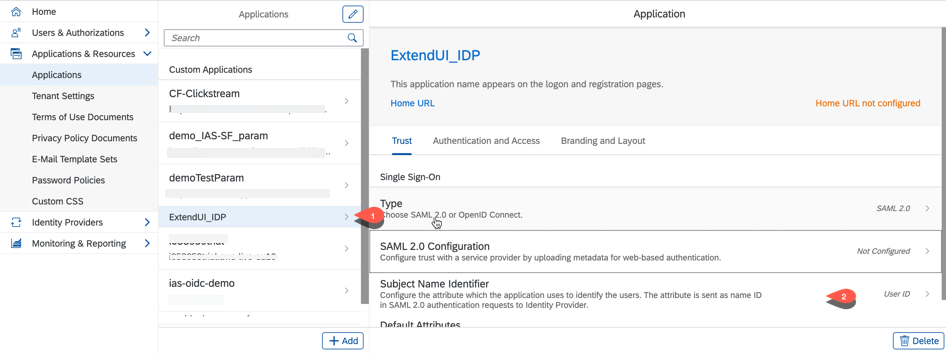 Home
Users & Authorizations
Applications & Resources
Applications
Tenant Settings
Terms of Use Documents
Privacy Policy Documents
E-Mail Template Sets
Password Policies
Custom CSS
Identity Providers
Monitoring & Reporting
Applications
Search
Custom Applications
CF-Clickstream
demo_IAS-SF_param
demoTestParam
ExtendUI_IDP
1
ias-oidc-demo
+ Add
Application
ExtendUI_IDP
This application name appears on the logon and registration pages.
Home URL
Home URL not configured
Trust Authentication and Access Branding and Layout
Single Sign-On
Type
Choose SAML 2.0 or OpenID Connect.
SAML 2.0
SAML 2.0 Configuration
Configure trust with a service provider by uploading metadata for web-based authentication.
Not Configured
Subject Name Identifier
Configure the attribute which the application uses to identify the users. The attribute is sent as name ID
in SAML 2.0 authentication requests to Identity Provider.
2
User ID
Default Attributes
Delete